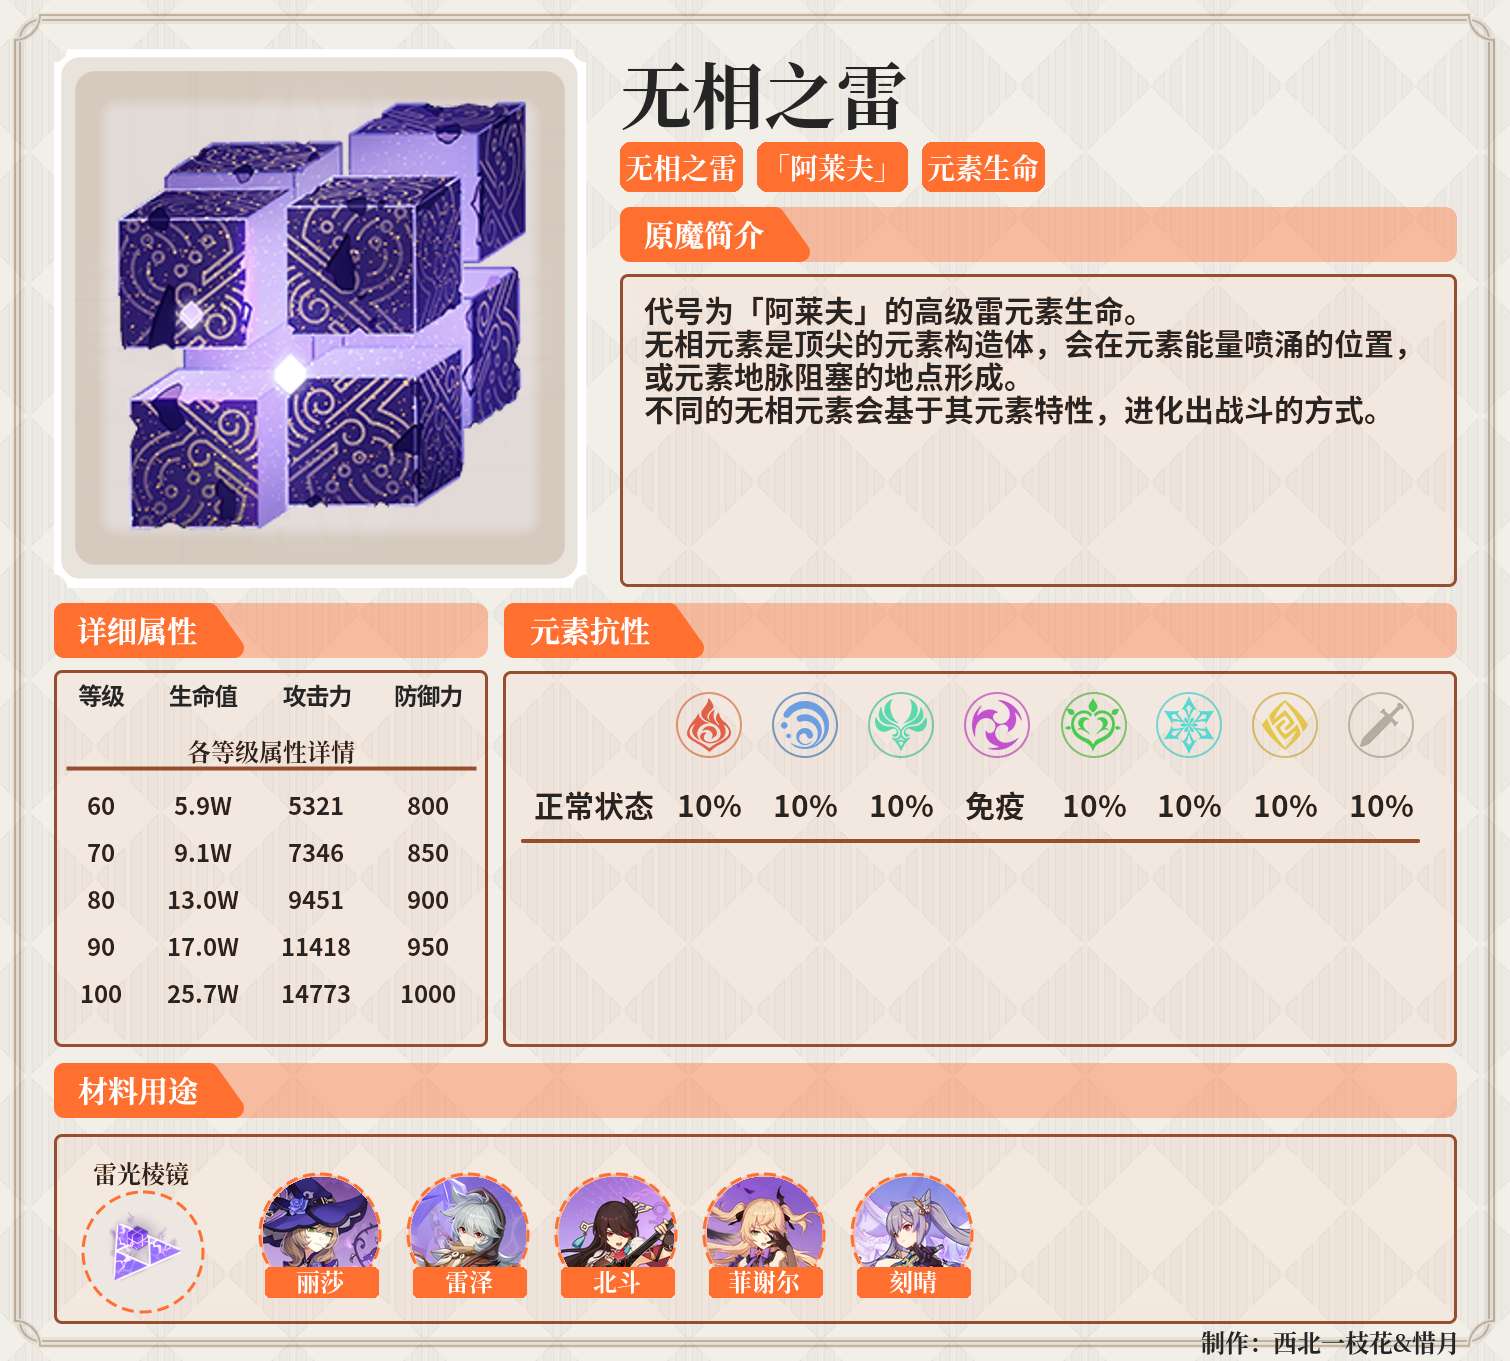 无相之雷
无相之雷 「阿莱夫」 元素生命
原魔简介
代号为「阿莱夫」的高级雷元素生命。
无相元素是顶尖的元素构造体，会在元素能量喷涌的位置，
或元素地脉阻塞的地点形成。
不同的无相元素会基于其元素特性，进化出战斗的方式。
详细属性
等级 生命值 攻击力 防御力
各等级属性详情
60 5.9W 5321 800
70 9.1W 7346 850
80 13.0W 9451 900
90 17.0W 11418 950
100 25.7W 14773 1000
元素抗性
正常状态 10% 10% 10% 免疫 10% 10% 10% 10%
材料用途
雷光棱镜
丽莎 雷泽 北斗 菲谢尔 刻晴
制作：西北一枝花&惜月